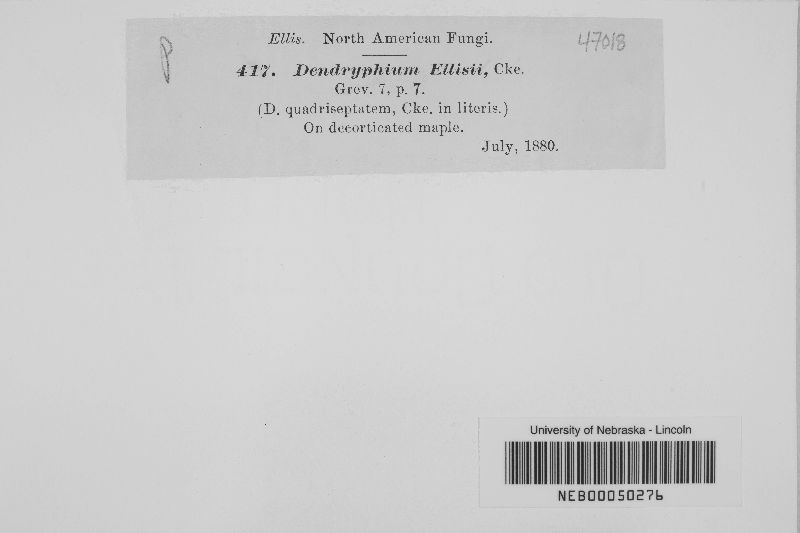 Ellis. North American Fungi.
47018
417. Dendryphium Ellisii, Cke.
Grev. 7, p. 7.
(D. quadriseptatem, Cke. in literis.)
On decorticated maple.
July, 1880.
University of Nebraska - Lincoln
NEB00050276